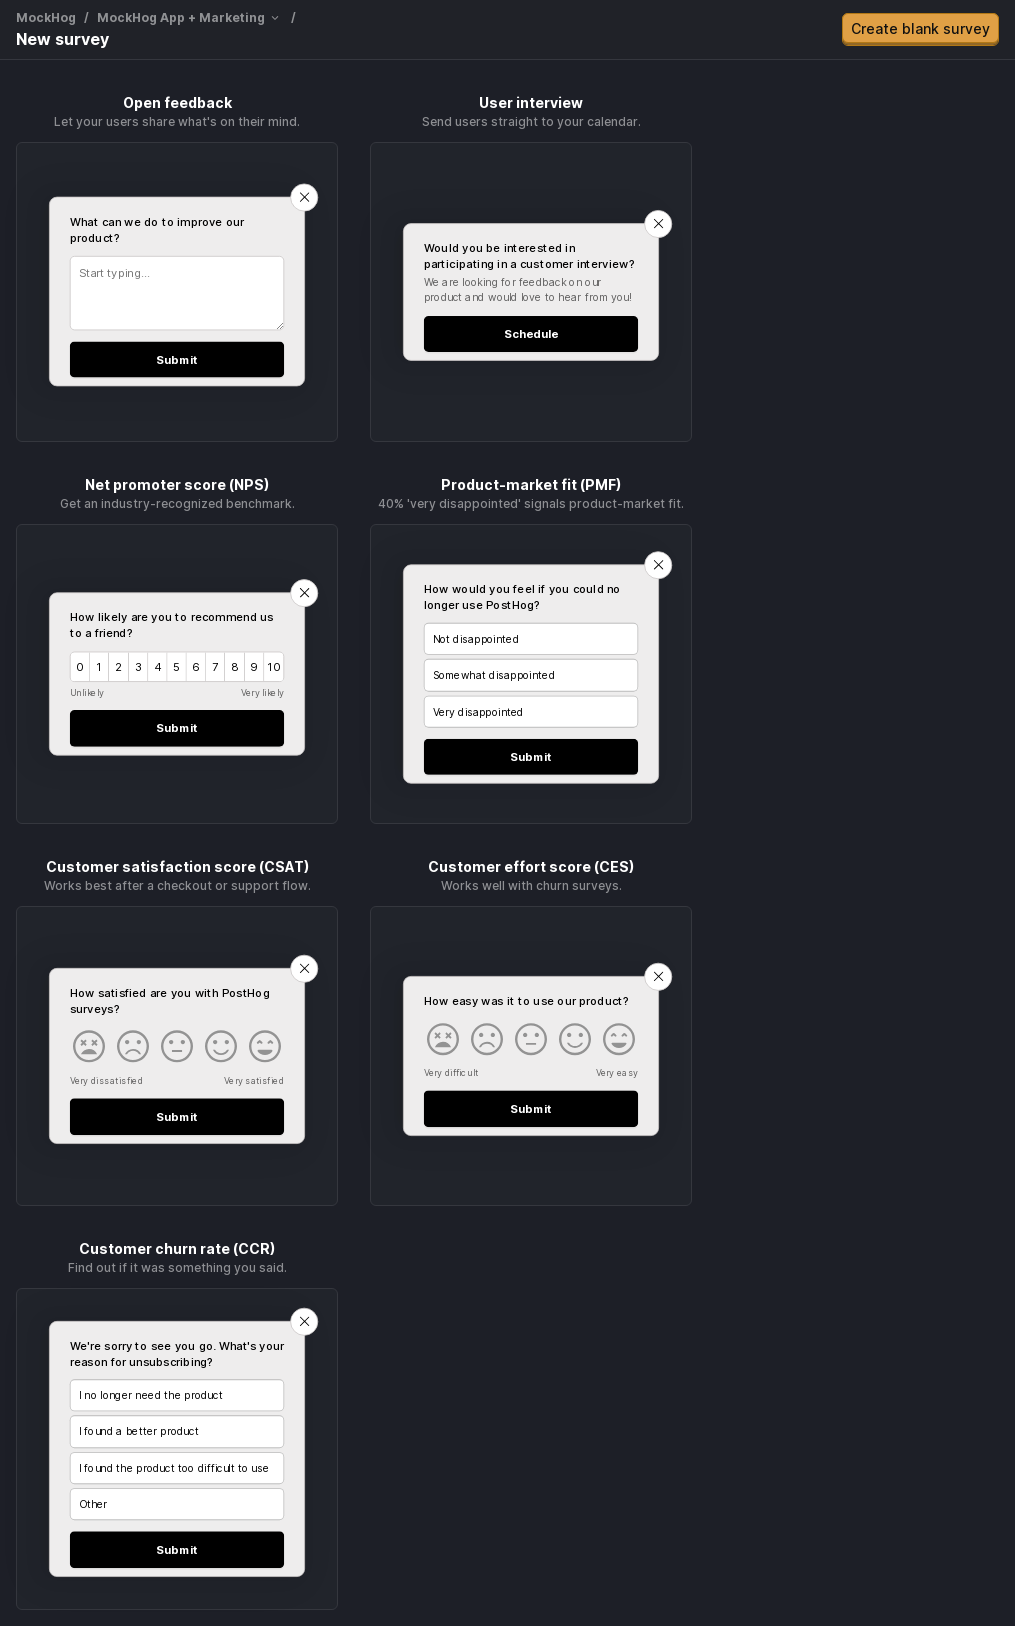 MockHog / MockHog App + Marketing /
New survey
Create blank survey
Open feedback
Let your users share what's on their mind.
What can we do to improve our
product?
Start typing...
Submit
User interview
Send users straight to your calendar.
Would you be interested in
participating in a customer interview?
We are looking for feedback on our
product and would love to hear from you!
Schedule
Net promoter score (NPS)
Get an industry-recognized benchmark.
How likely are you to recommend us
to a friend?
0 1 2 3 4 5 6 7 8 9 10
Unlikely Very likely
Submit
Product-market fit (PMF)
40% 'very disappointed' signals product-market fit.
How would you feel if you could no
longer use PostHog?
Not disappointed
Somewhat disappointed
Very disappointed
Submit
Customer satisfaction score (CSAT)
Works best after a checkout or support flow.
How satisfied are you with PostHog
surveys?
Very dissatisfied Very satisfied
Submit
Customer effort score (CES)
Works well with churn surveys.
How easy was it to use our product?
Very difficult Very easy
Submit
Customer churn rate (CCR)
Find out if it was something you said.
We're sorry to see you go. What's your
reason for unsubscribing?
I no longer need the product
I found a better product
I found the product too difficult to use
Other
Submit